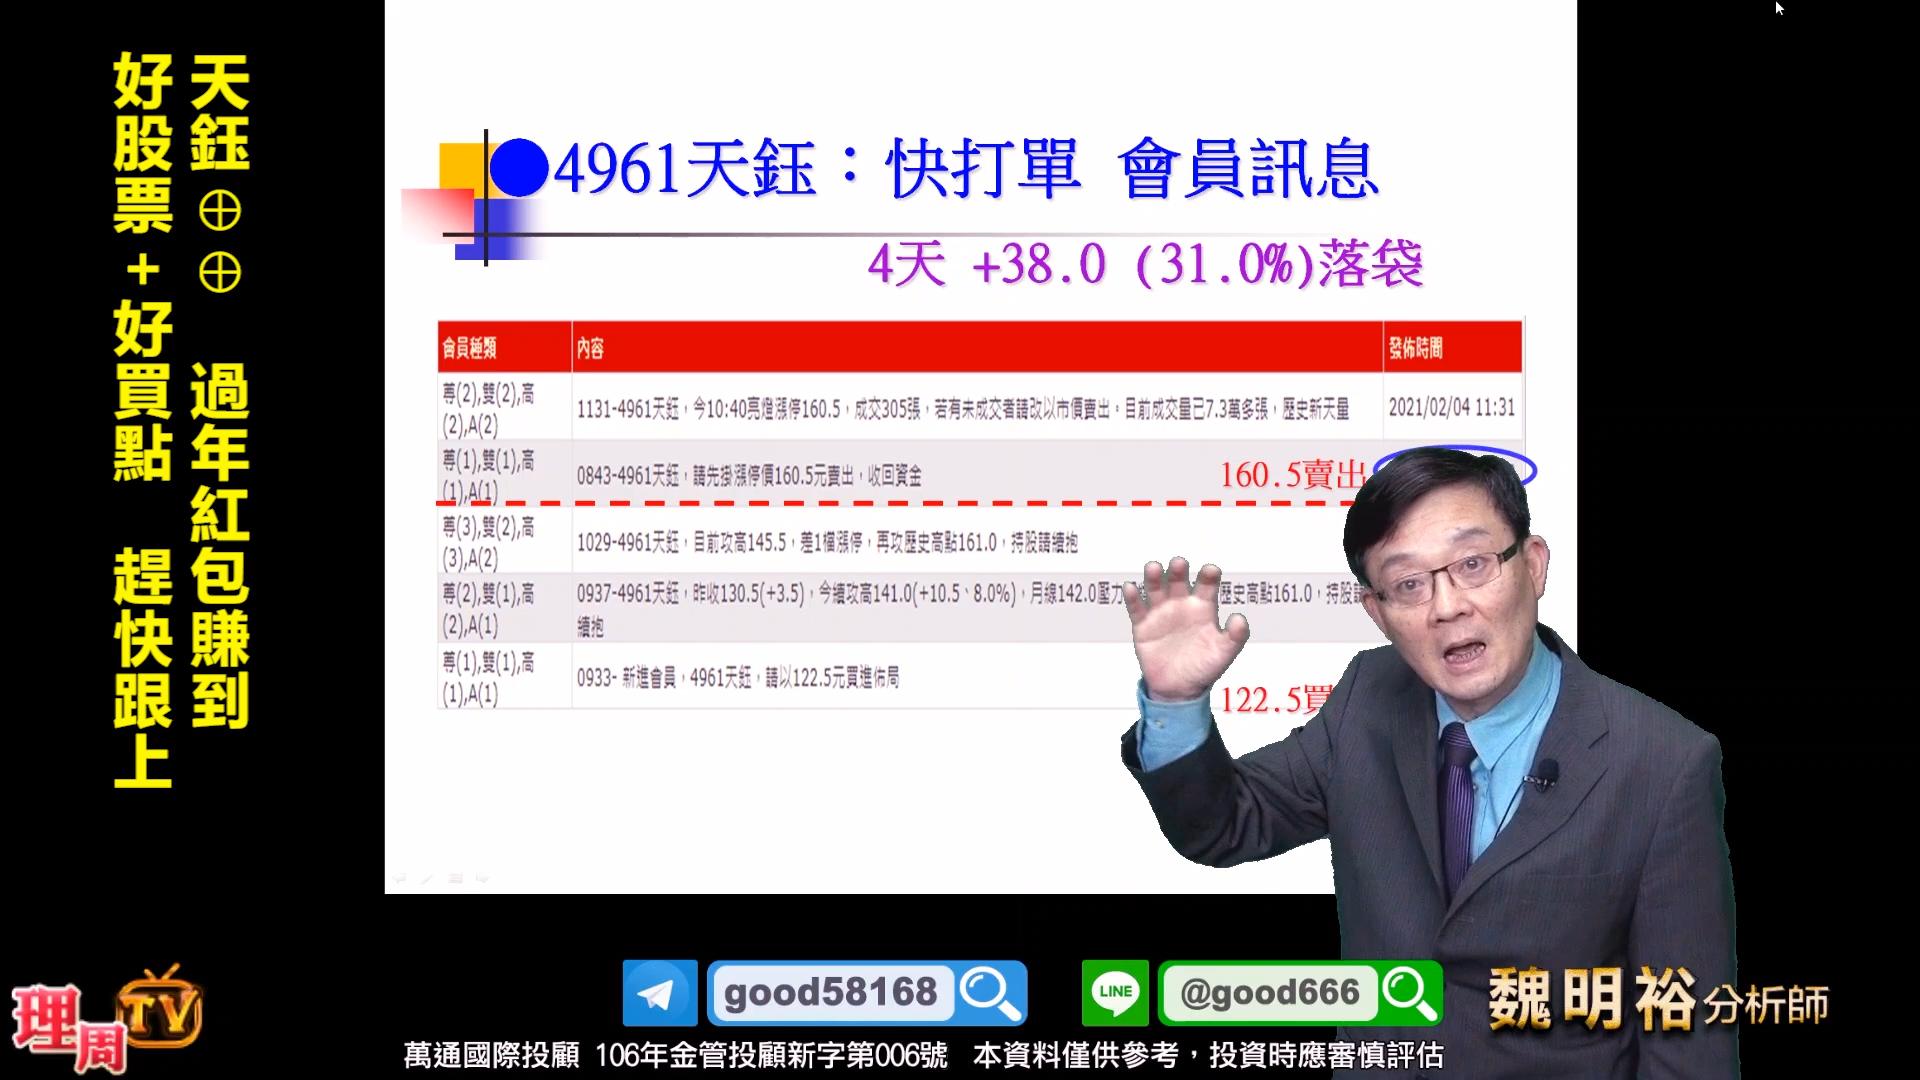 天鈺⊕⊕ 過年紅包賺到
好股票+好買點 趕快跟上
4961天鈺：快打單 會員訊息
4天 +38.0 (31.0%)落袋
會員種類 內容 發佈時間
尊(2),雙(2),高(2),A(2) 1131-4961天鈺，今10:40亮燈漲停160.5，成交305張，若有未成交者請改以市價賣出。目前成交量已7.3萬多張，歷史新天量 2021/02/04 11:31
尊(1),雙(1),高(1),A(1) 0843-4961天鈺，請先掛漲停價160.5元賣出，收回資金
160.5賣出
尊(3),雙(2),高(3),A(2) 1029-4961天鈺，目前攻高145.5，差1檔漲停，再攻歷史高點161.0，持股請續抱
尊(2),雙(1),高(2),A(1) 0937-4961天鈺，昨收130.5(+3.5)，今續攻高141.0(+10.5、8.0%)，月線142.0壓力 歷史高點161.0，持股請續抱
尊(1),雙(1),高(1),A(1) 0933- 新進會員，4961天鈺，請以122.5元買進佈局
122.5買
理周TV
good58168
LINE
@good666
魏明裕分析師
萬通國際投顧 106年金管投顧新字第006號 本資料僅供參考，投資時應審慎評估